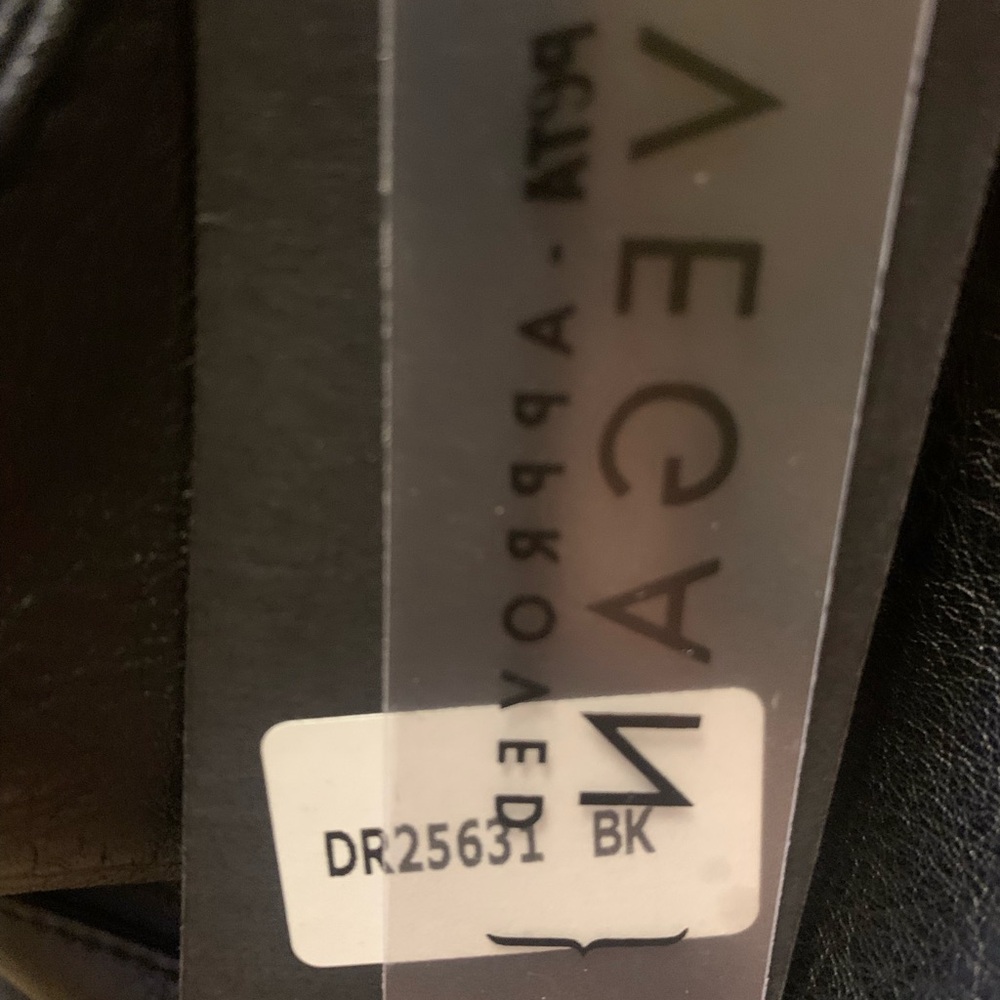 VEGAN
PETA - APPROVED
}
DR25631 BK